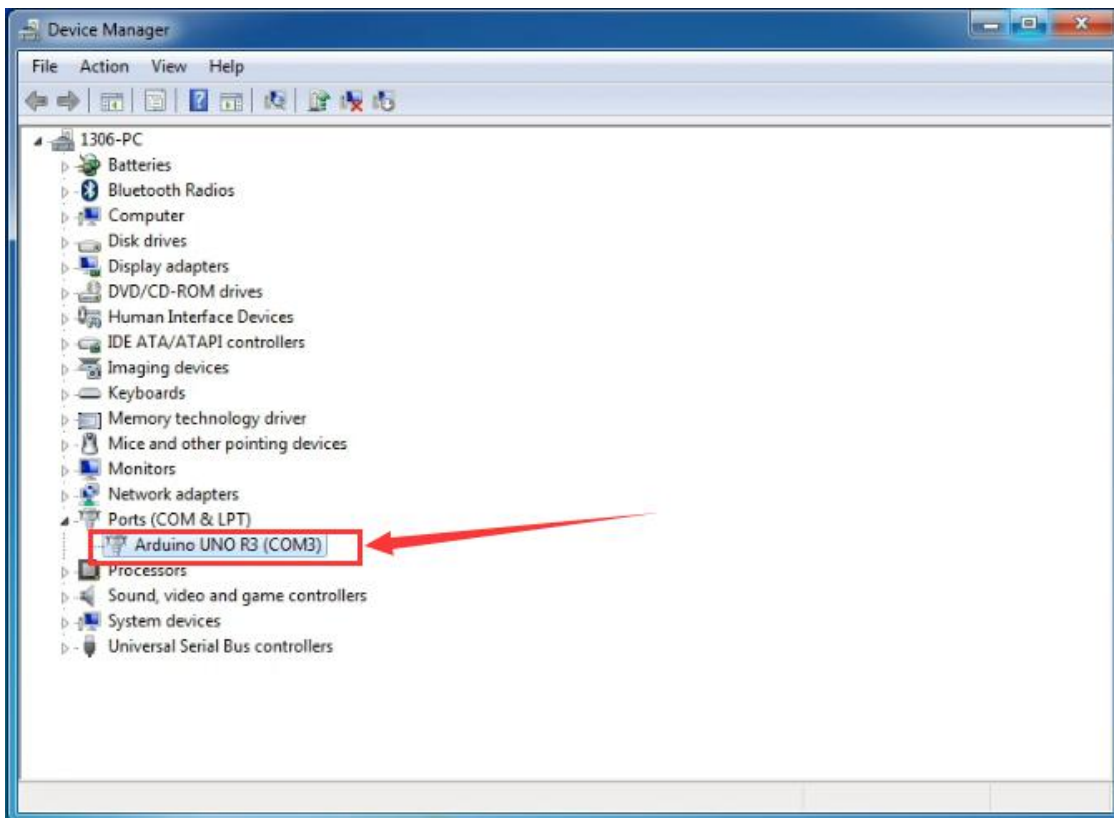 Device Manager
File Action View Help
1306-PC
Batteries
Bluetooth Radios
Computer
Disk drives
Display adapters
DVD/CD-ROM drives
Human Interface Devices
IDE ATA/ATAPI controllers
Imaging devices
Keyboards
Memory technology driver
Mice and other pointing devices
Monitors
Network adapters
Ports (COM & LPT)
Arduino UNO R3 (COM3)
Processors
Sound, video and game controllers
System devices
Universal Serial Bus controllers